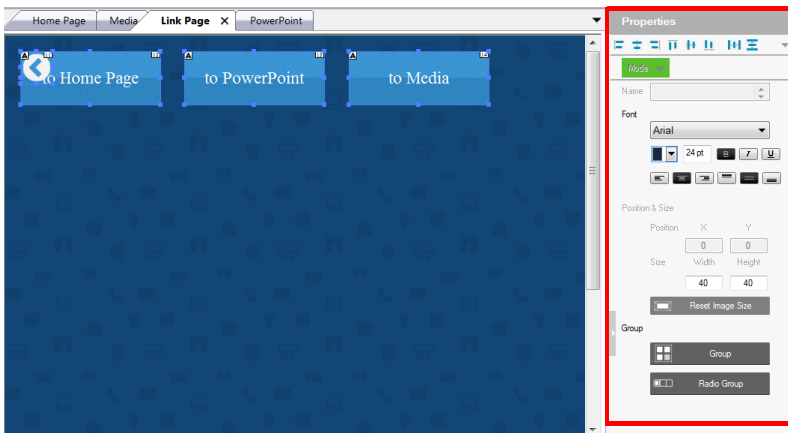 Home Page Media Link Page X PowerPoint
Properties
to Home Page to PowerPoint to Media
Mode
Name
Font
Arial
24 pt B I U
Position & Size
Position X Y
0 0
Size Width Height
40 40
Reset Image Size
Group
Group
Radio Group